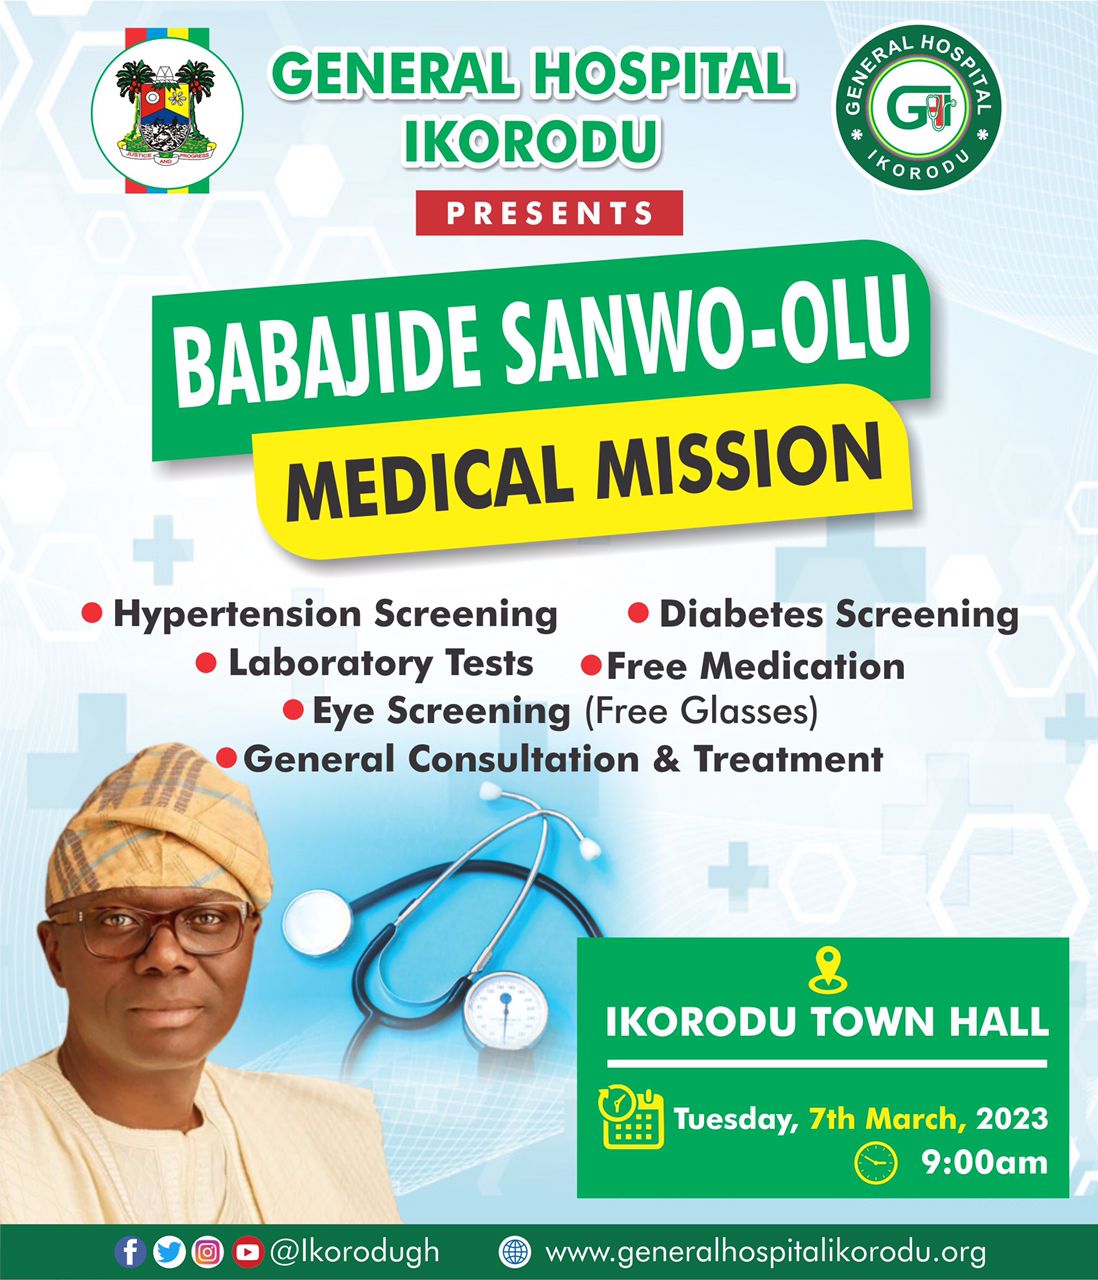 GENERAL HOSPITAL
IKORODU
JUSTICE AND PROGRESS
GENERAL HOSPITAL
GH
* IKORODU *
PRESENTS
BABAJIDE SANWO-OLU
MEDICAL MISSION
● Hypertension Screening ● Diabetes Screening
● Laboratory Tests ● Free Medication
● Eye Screening (Free Glasses)
● General Consultation & Treatment
IKORODU TOWN HALL
Tuesday, 7th March, 2023
9:00am
@Ikorodugh www.generalhospitalikorodu.org